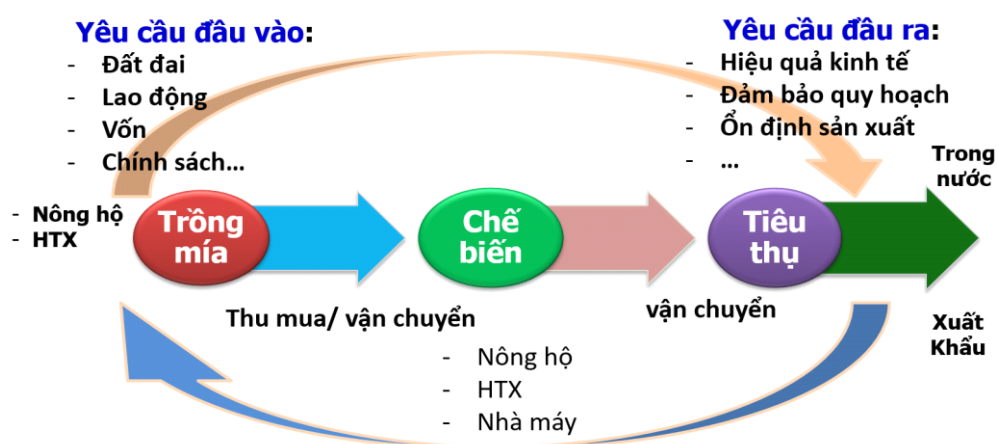 Yêu cầu đầu vào:
- Đất đai
- Lao động
- Vốn
- Chính sách...
Yêu cầu đầu ra:
- Hiệu quả kinh tế
- Đảm bảo quy hoạch
- Ổn định sản xuất
- ...
Trong
nước
- Nông hộ
- HTX
Trồng
mía
Chế
biến
Tiêu
thụ
Thu mua/ vận chuyển
vận chuyển
Xuất
Khẩu
- Nông hộ
- HTX
- Nhà máy